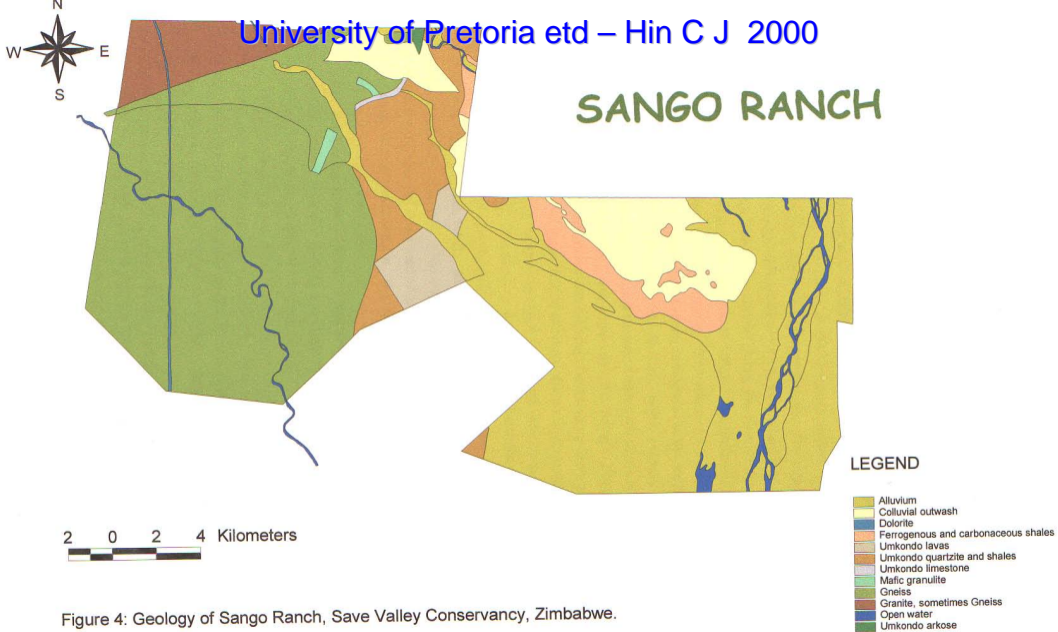 University of Pretoria etd – Hin C J 2000
N
W E
S
SANGO RANCH
LEGEND
Alluvium
Colluvial outwash
Dolorite
Ferrogenous and carbonaceous shales
Umkondo lavas
Umkondo quartzite and shales
Umkondo limestone
Mafic granulite
Gneiss
Granite, sometimes Gneiss
Open water
Umkondo arkose
2 0 2 4 Kilometers
Figure 4: Geology of Sango Ranch, Save Valley Conservancy, Zimbabwe.